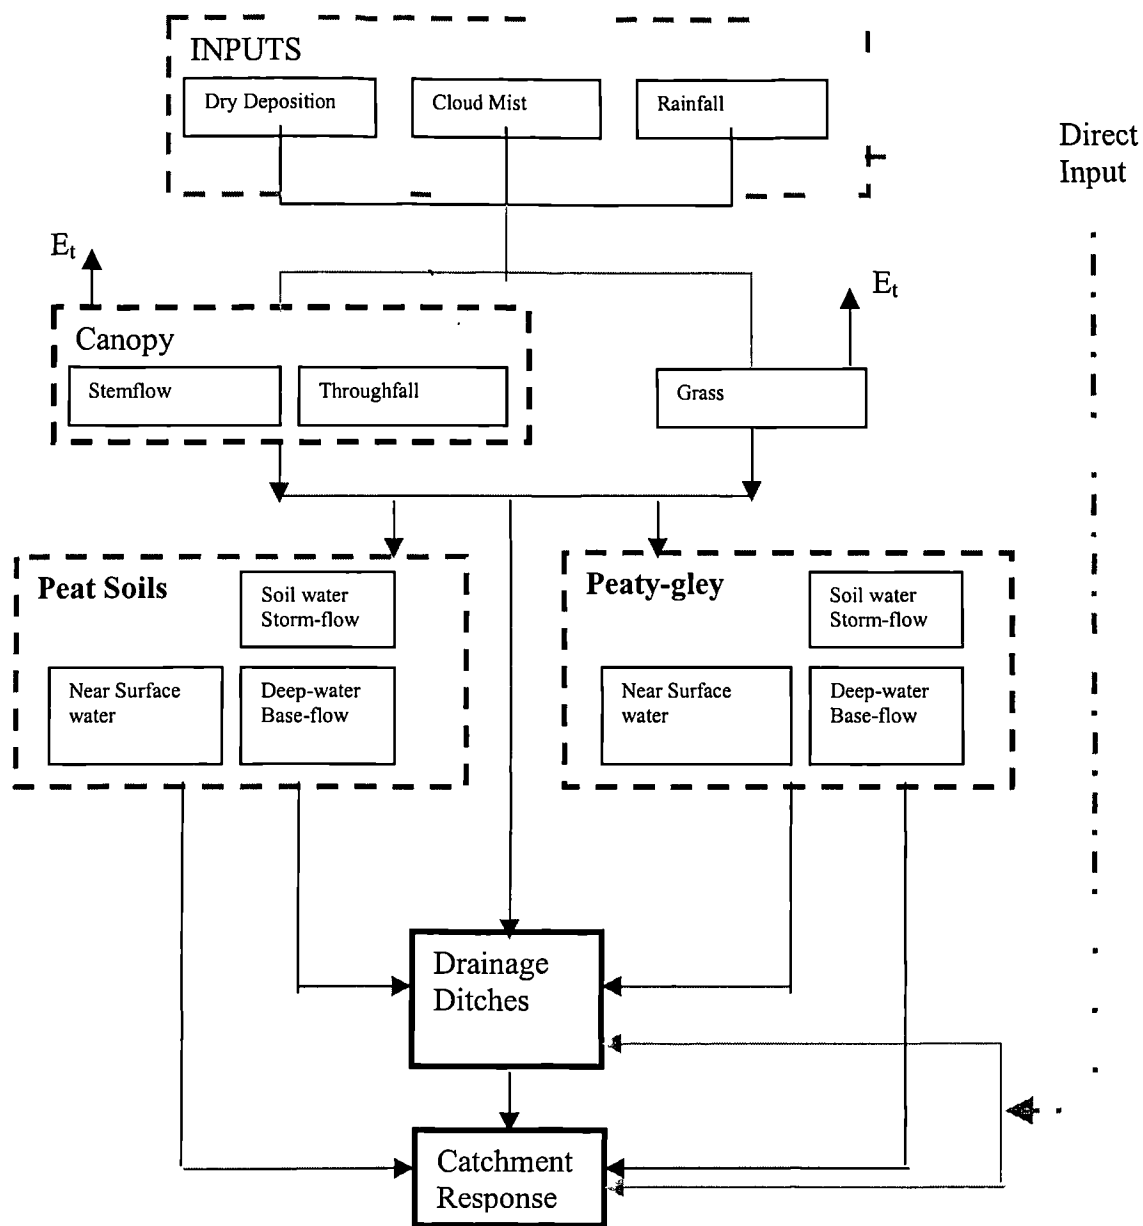 INPUTS
Dry Deposition
Cloud Mist
Rainfall
Direct
Input
Et
Et
Canopy
Stemflow
Throughfall
Grass
Peat Soils
Soil water
Storm-flow
Near Surface
water
Deep-water
Base-flow
Peaty-gley
Soil water
Storm-flow
Near Surface
water
Deep-water
Base-flow
Drainage
Ditches
Catchment
Response